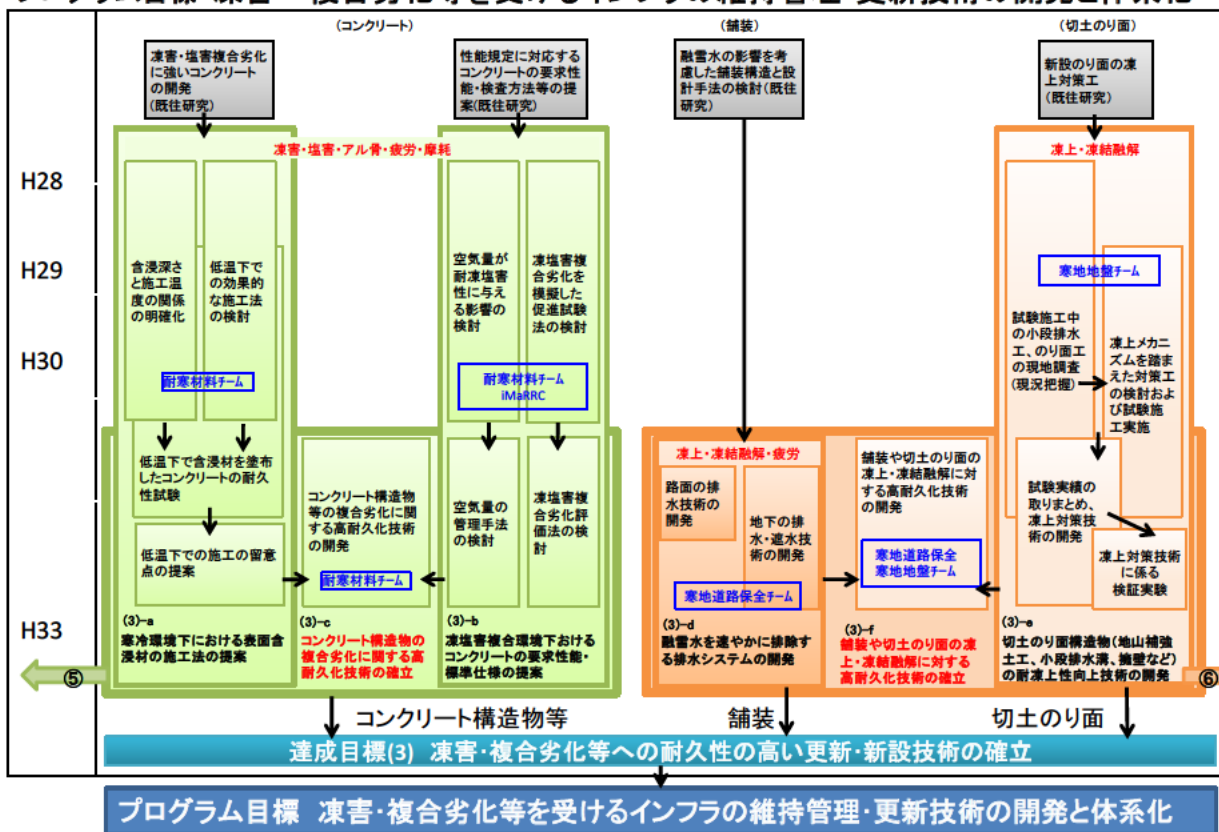 プログラム目標 凍害・複合劣化等を受けるインフラの維持管理・更新技術の開発と体系化
(コンクリート)
(舗装)
(切土のり面)
凍害・塩害複合劣化
に強いコンクリート
の開発
(既往研究)
性能規定に対応する
コンクリートの要求性
能・検査方法等の提
案(既往研究)
融雪水の影響を考
慮した舗装構造と設
計手法の検討(既往
研究)
新設のり面の凍
上対策工
(既往研究)
凍害・塩害・アル骨・疲労・摩耗
凍上・凍結融解
H28
H29
H30
H33
含浸深さ
と施工温
度の関係
の明確化
低温下で
の効果的
な施工法
の検討
耐寒材料チーム
空気量が
耐凍塩害
性に与え
る影響の
検討
凍塩害複
合劣化を
模擬した
促進試験
法の検討
耐寒材料チーム
iMaRRC
寒地地盤チーム
試験施工中
の小段排水
工、のり面工
の現地調査
(現況把握)
凍上メカニ
ズムを踏ま
えた対策工
の検討およ
び試験施
工実施
低温下で含浸材を塗布
したコンクリートの耐久
性試験
低温下での施工の留意
点の提案
コンクリート構造物
等の複合劣化に関
する高耐久化技術
の開発
耐寒材料チーム
空気量の
管理手法
の検討
凍塩害複
合劣化評
価法の検
討
凍上・凍結融解・疲労
路面の排
水技術の
開発
地下の排
水・遮水技
術の開発
寒地道路保全チーム
舗装や切土のり面の
凍上・凍結融解に対
する高耐久化技術
の開発
寒地道路保全
寒地地盤チーム
試験実績の
取りまとめ、
凍上対策技
術の開発
凍上対策技術
に係る
検証実験
(3)-a
寒冷環境下における表面含
浸材の施工法の提案
(3)-c
コンクリート構造物の
複合劣化に関する高
耐久化技術の確立
(3)-b
凍塩害複合環境下おける
コンクリートの要求性能・
標準仕様の提案
(3)-d
融雪水を速やかに排除す
る排水システムの開発
(3)-f
舗装や切土のり面の凍
上・凍結融解に対する
高耐久化技術の確立
(3)-e
切土のり面構造物(地山補強
土工、小段排水溝、擁壁など)
の耐凍上性向上技術の開発
⑤
⑥
コンクリート構造物等
舗装
切土のり面
達成目標(3) 凍害・複合劣化等への耐久性の高い更新・新設技術の確立
プログラム目標 凍害・複合劣化等を受けるインフラの維持管理・更新技術の開発と体系化